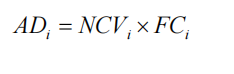 AD_i = NCV_i × FC_i